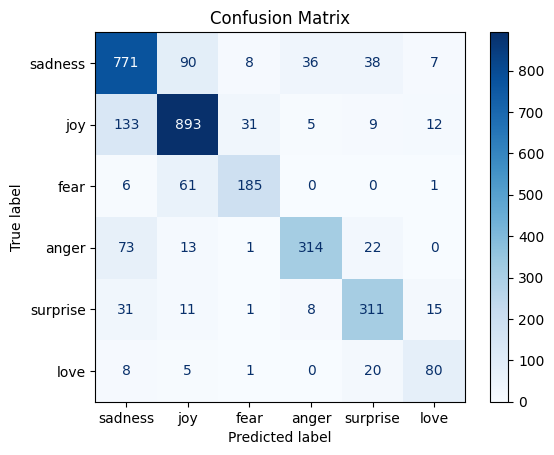 Confusion Matrix
True label
sadness 771 90 8 36 38 7
joy 133 893 31 5 9 12
fear 6 61 185 0 0 1
anger 73 13 1 314 22 0
surprise 31 11 1 8 311 15
love 8 5 1 0 20 80
sadness joy fear anger surprise love
Predicted label
800
700
600
500
400
300
200
100
0